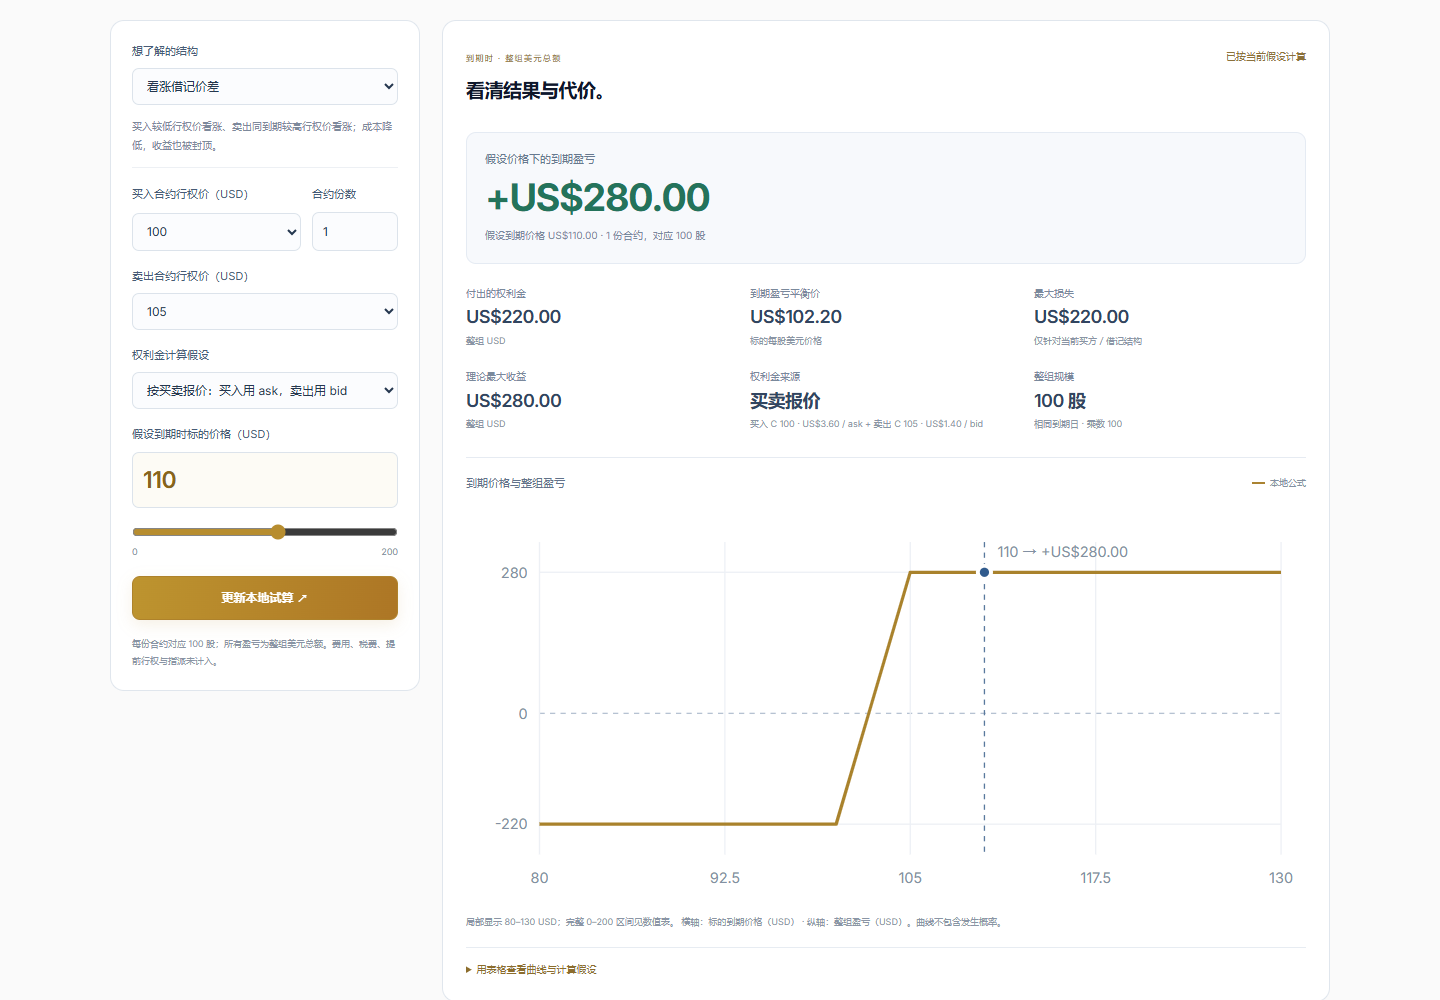 想了解的结构
看涨借记价差
买入较低行权价看涨、卖出同到期较高行权价看涨；成本降
低，收益也被封顶。
买入合约行权价（USD）
合约份数
100
1
卖出合约行权价（USD）
105
权利金计算假设
按买卖报价：买入用 ask，卖出用 bid
假设到期时标的价格（USD）
110
0
200
更新本地试算 ↗
每份合约对应 100 股；所有盈亏为整组美元总额。费用、税费、提
前行权与指派未计入。
到期时 · 整组美元总额
已按当前假设计算
看清结果与代价。
假设价格下的到期盈亏
+US$280.00
假设到期价格 US$110.00 · 1 份合约，对应 100 股
付出的权利金
到期盈亏平衡价
最大损失
US$220.00
US$102.20
US$220.00
整组 USD
标的每股美元价格
仅针对当前买方 / 借记结构
理论最大收益
权利金来源
整组规模
US$280.00
买卖报价
100 股
整组 USD
买入 C 100 · US$3.60 / ask + 卖出 C 105 · US$1.40 / bid
相同到期日 · 乘数 100
到期价格与整组盈亏
本地公式
110 → +US$280.00
280
0
-220
80
92.5
105
117.5
130
局部显示 80–130 USD；完整 0–200 区间见数值表。 横轴：标的到期价格（USD） · 纵轴：整组盈亏（USD）。曲线不包含发生概率。
▶ 用表格查看曲线与计算假设